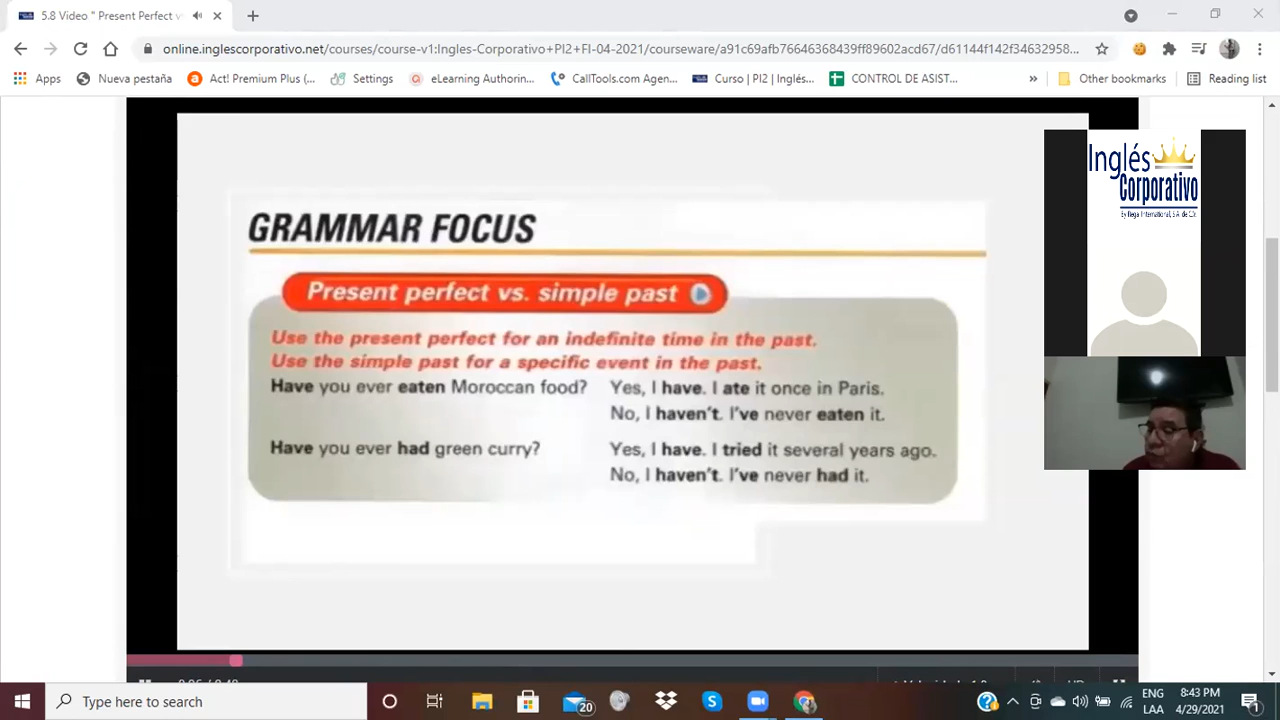 5.8 Video " Present Perfect v
online.inglescorporativo.net/courses/course-v1:Ingles-Corporativo+PI2+FI-04-2021/courseware/a91c69afb76646368439ff89602acd67/d61144f142f34632958...
Apps
Nueva pestaña
Act! Premium Plus (...
Settings
eLearning Authorin...
CallTools.com Agen...
Curso | PI2 | Inglés...
CONTROL DE ASIST...
»
Other bookmarks
Reading list
Inglés
Corporativo
GRAMMAR FOCUS
Present perfect vs. simple past
Use the present perfect for an indefinite time in the past.
Use the simple past for a specific event in the past.
Have you ever eaten Moroccan food? Yes, I have. I ate it once in Paris.
No, I haven't. I've never eaten it.
Have you ever had green curry? Yes, I have. I tried it several years ago.
No, I haven't. I've never had it.
Type here to search
20
ENG
LAA
8:43 PM
4/29/2021
1